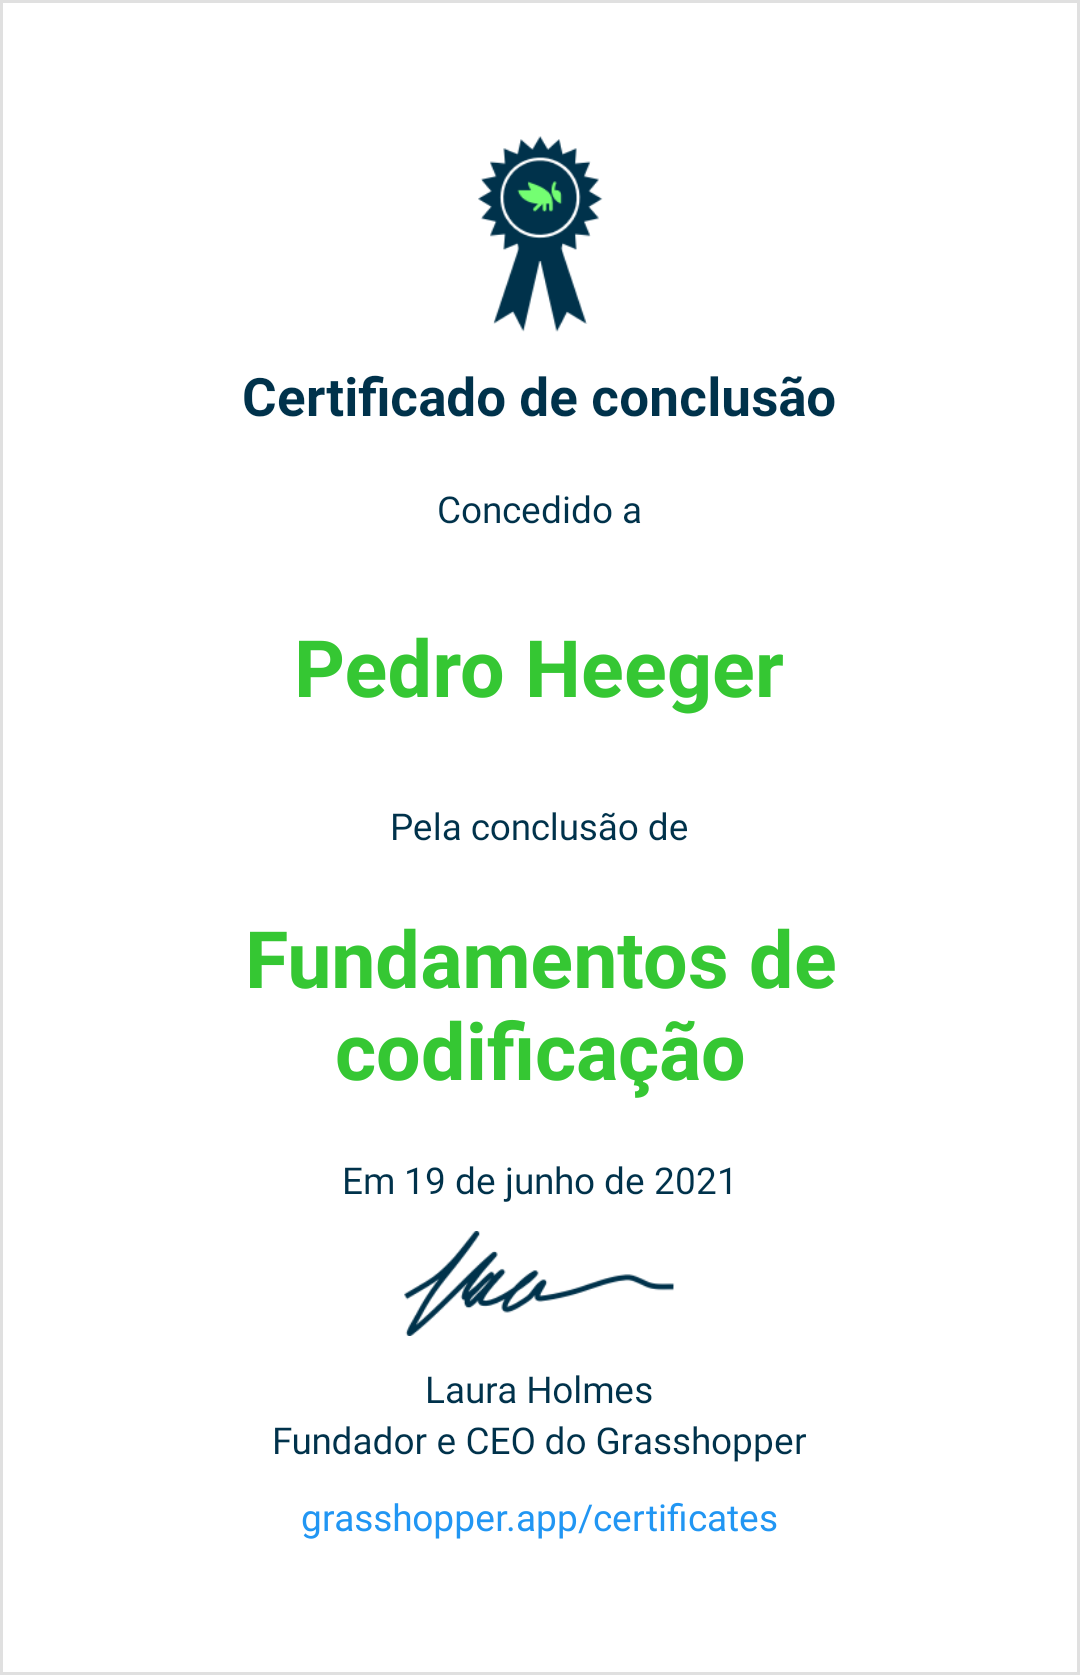 Certificado de conclusão
Concedido a
Pedro Heeger
Pela conclusão de
Fundamentos de
codificação
Em 19 de junho de 2021
Laura Holmes
Fundador e CEO do Grasshopper
grasshopper.app/certificates